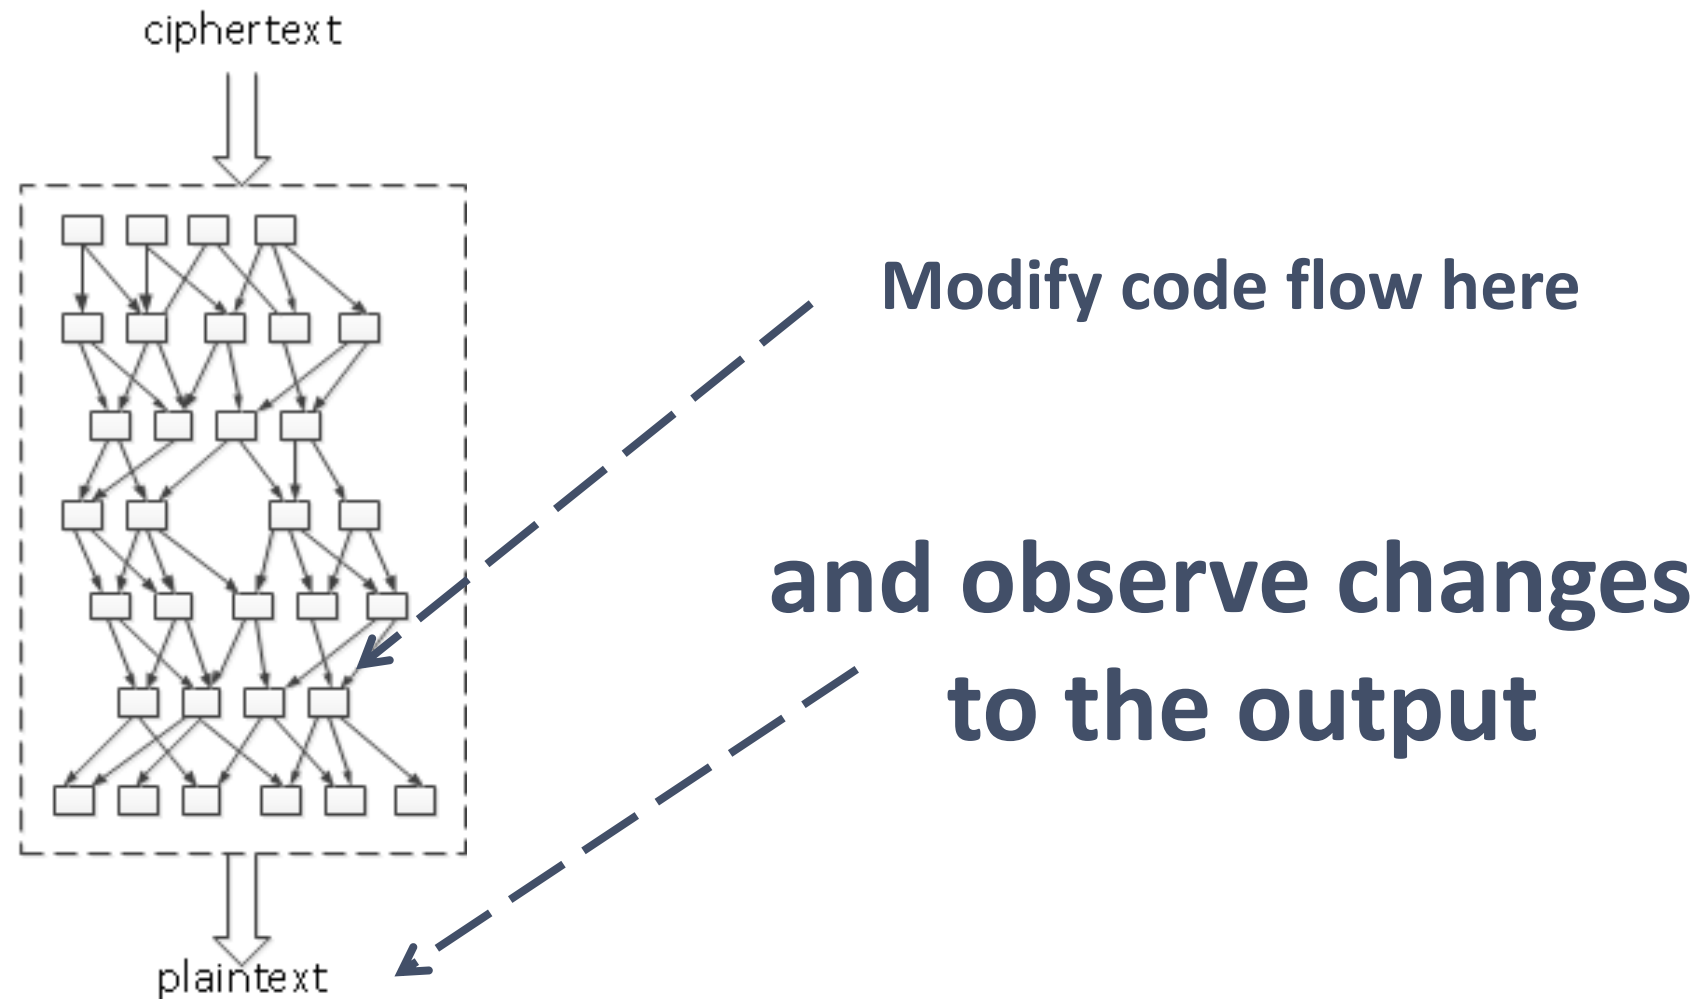 ciphertext
Modify code flow here
and observe changes
to the output
plaintext